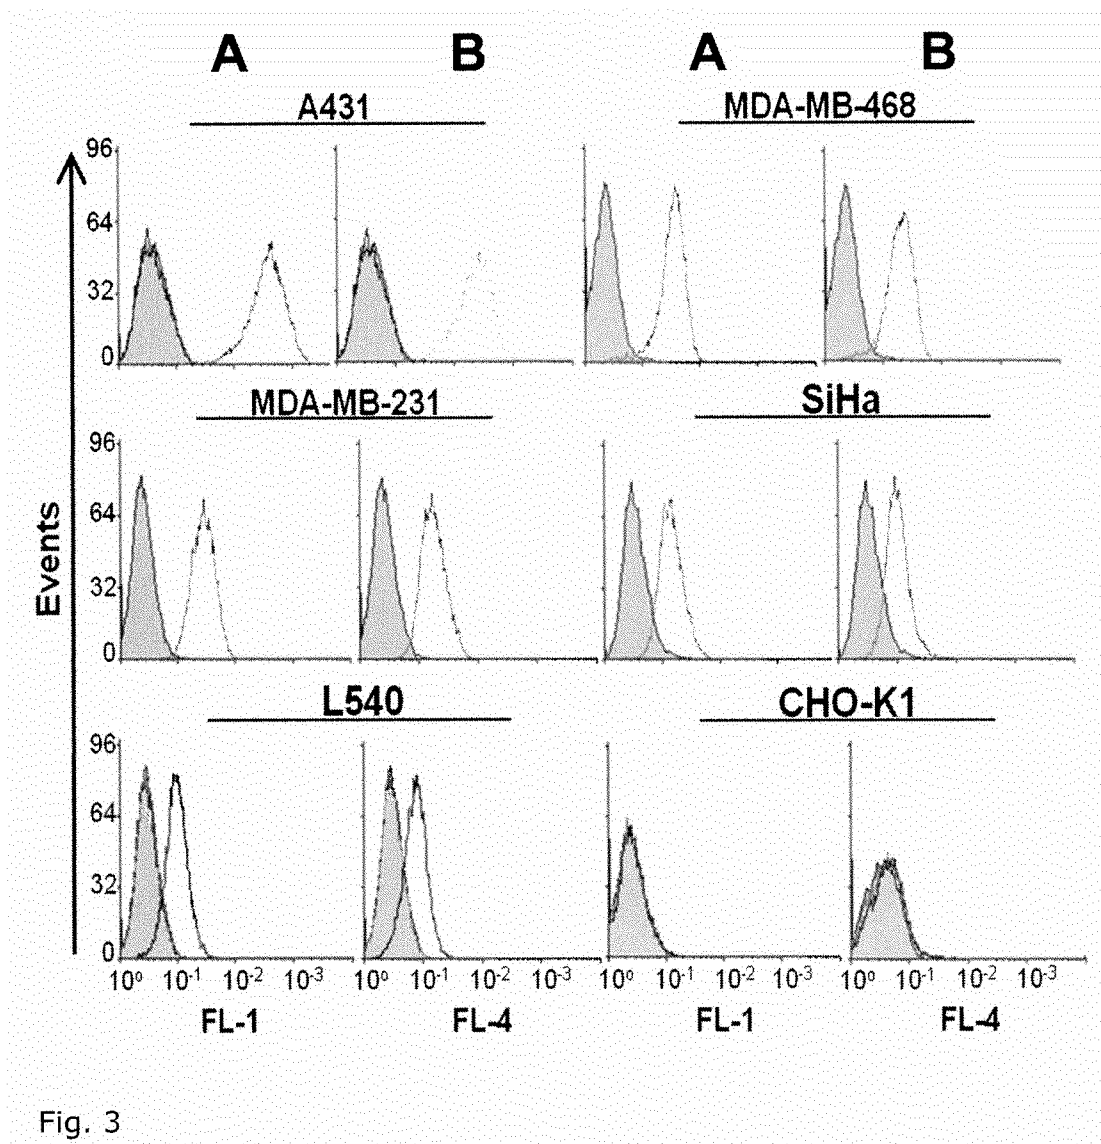 A B A B
A431 MDA-MB-468
96
64
32
0
MDA-MB-231 SiHa
96
64
32
0
Events
L540 CHO-K1
96
64
32
0
10⁰ 10⁻¹ 10⁻² 10⁻³ 10⁰ 10⁻¹ 10⁻² 10⁻³ 10⁰ 10⁻¹ 10⁻² 10⁻³ 10⁰ 10⁻¹ 10⁻² 10⁻³
FL-1 FL-4 FL-1 FL-4
Fig. 3